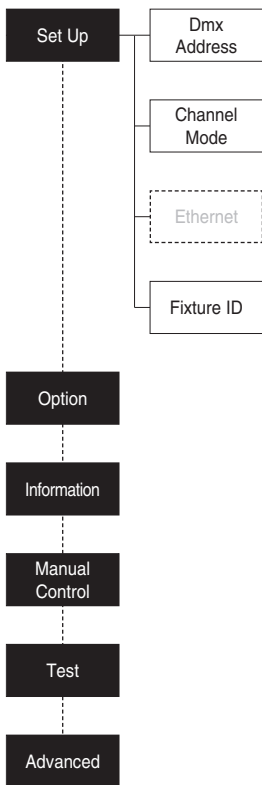 Set Up
Dmx
Address
Channel
Mode
Ethernet
Fixture ID
Option
Information
Manual
Control
Test
Advanced